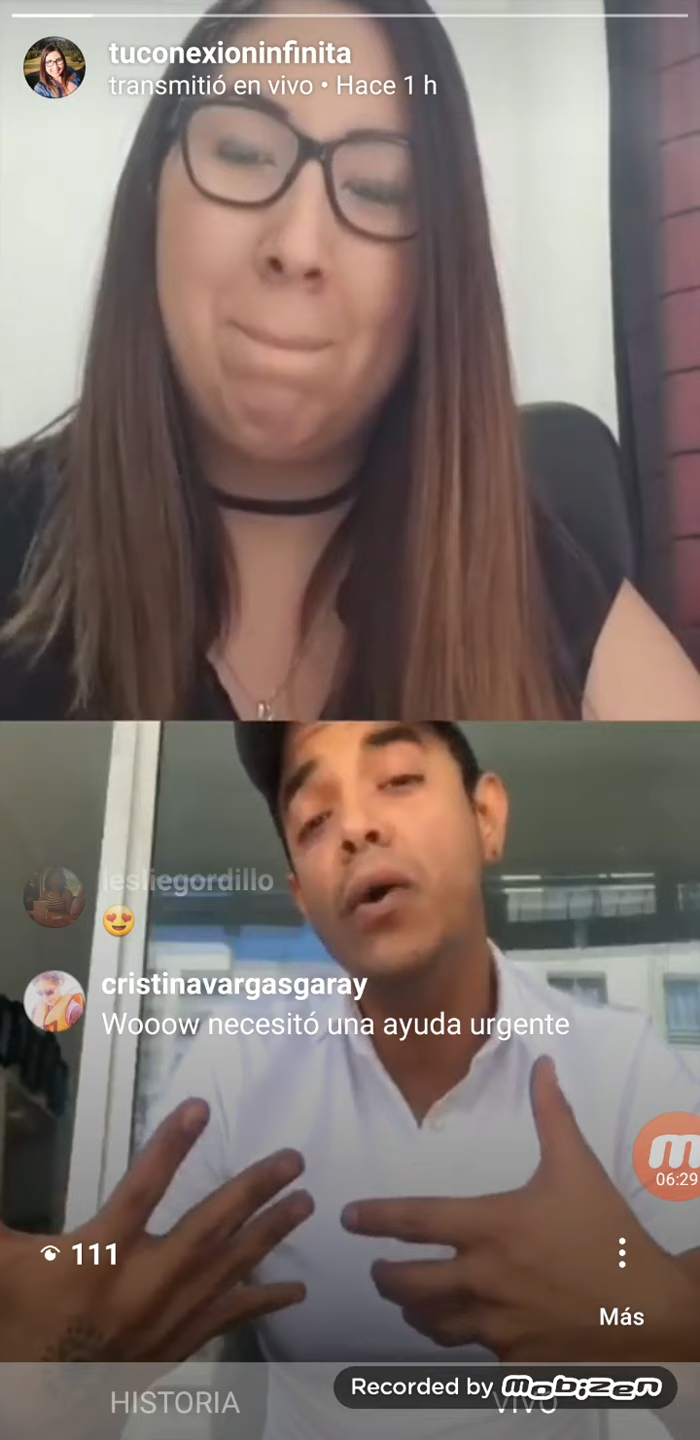 tuconexioninfinita
transmitió en vivo • Hace 1 h
lesliegordillo
cristinavargasgaray
Wooow necesitó una ayuda urgente
06:29
111
Más
Recorded by mobizen
HISTORIA
VIVO